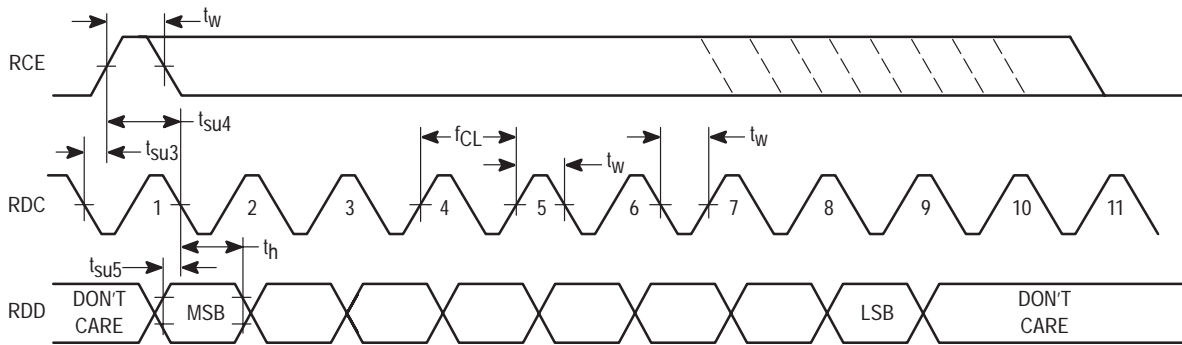 tw
RCE
tsu4
fCL
tw
tsu3
tw
RDC
1 2 3 4 5 6 7 8 9 10 11
th
tsu5
RDD
DON'T
CARE
MSB
LSB
DON'T
CARE